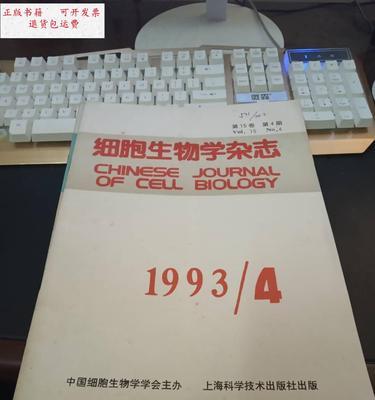 正版书籍 可开发票
退货包运费
第15卷 第4期
Vol. 15 No.4
细胞生物学杂志
CHINESE JOURNAL
OF CELL BIOLOGY
1993/4
中国细胞生物学学会主办 上海科学技术出版社出版